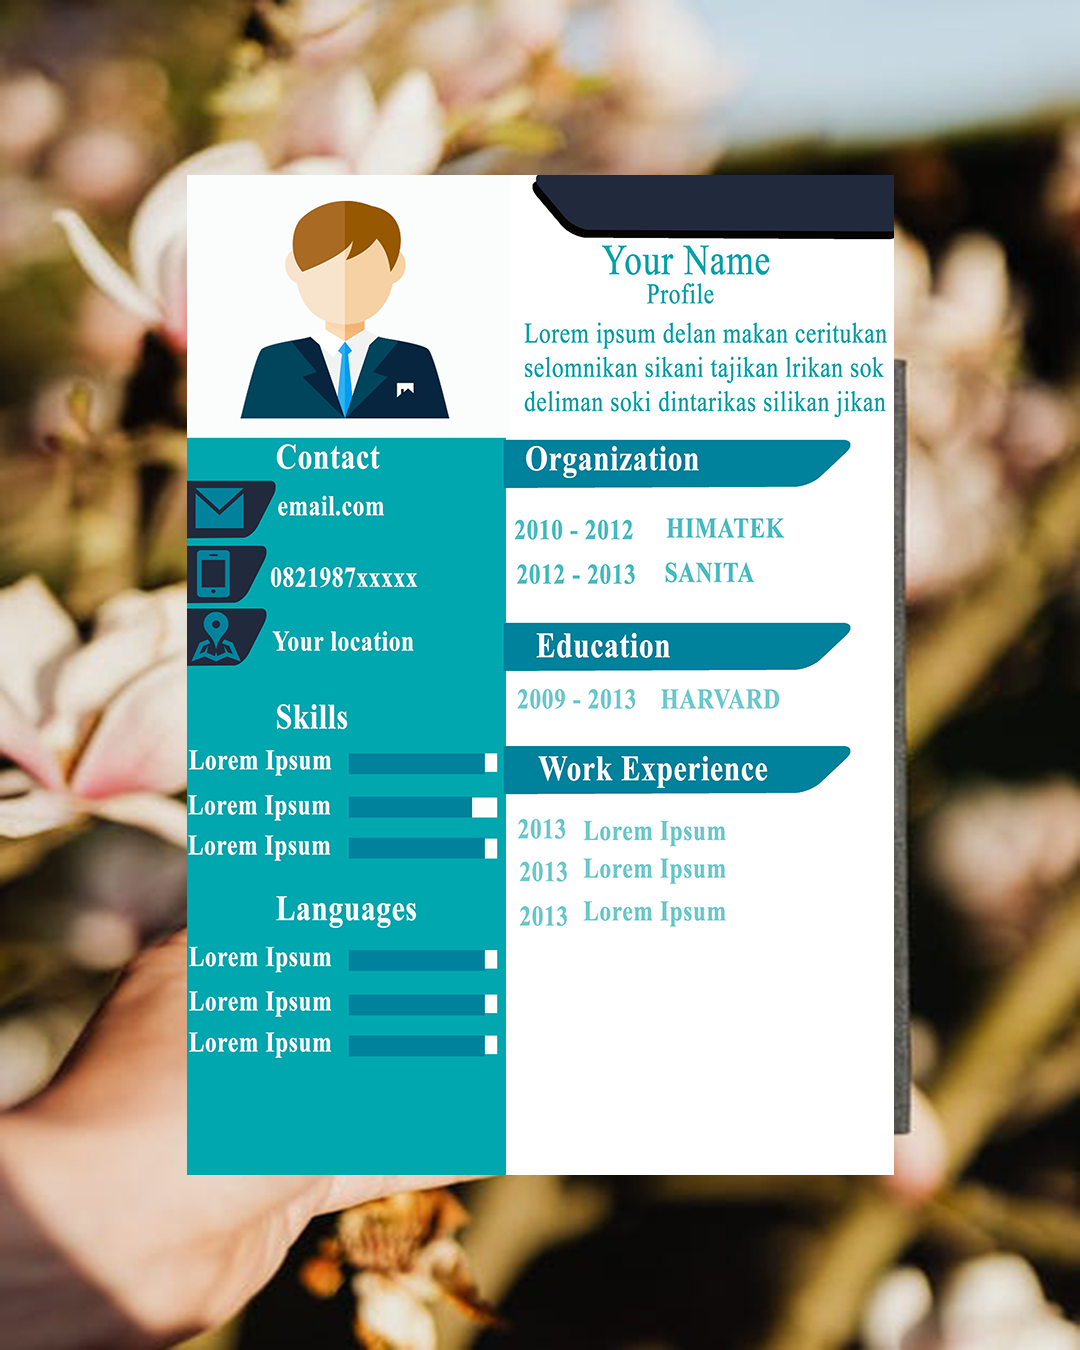 Your Name
Profile
Lorem ipsum delan makan ceritukan
selomnikan sikani tajikan lrikan sok
deliman soki dintarikas silikan jikan
Contact
email.com
0821987xxxxx
Your location
Skills
Lorem Ipsum
Lorem Ipsum
Lorem Ipsum
Languages
Lorem Ipsum
Lorem Ipsum
Lorem Ipsum
Organization
2010 - 2012 HIMATEK
2012 - 2013 SANITA
Education
2009 - 2013 HARVARD
Work Experience
2013 Lorem Ipsum
2013 Lorem Ipsum
2013 Lorem Ipsum